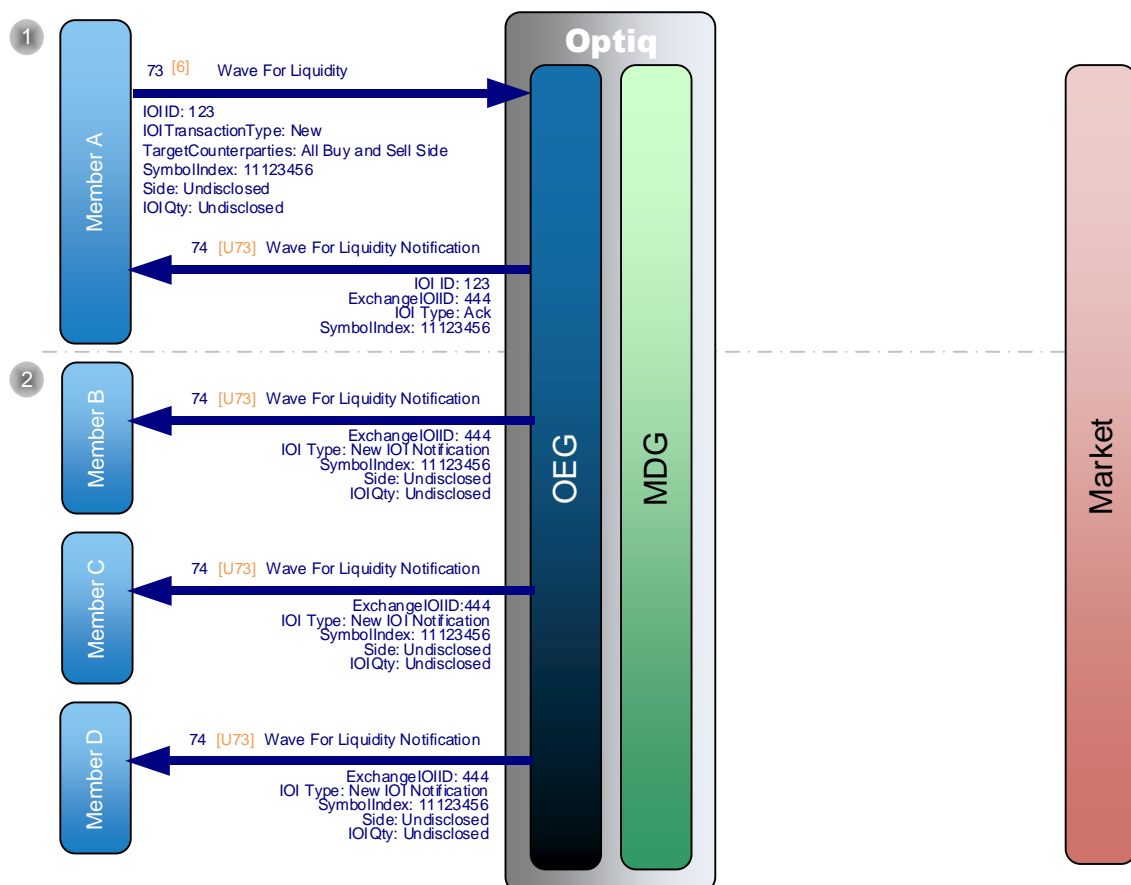 1
Optiq
Member A
73 [6] Wave For Liquidity
IOIID: 123
IOITransactionType: New
TargetCounterparties: All Buy and Sell Side
SymbolIndex: 11123456
Side: Undisclosed
IOIQty: Undisclosed
74 [U73] Wave For Liquidity Notification
IOI ID: 123
ExchangeIOIID: 444
IOI Type: Ack
SymbolIndex: 11123456
OEG
MDG
Market
2
Member B
74 [U73] Wave For Liquidity Notification
ExchangeIOIID: 444
IOI Type: New IOI Notification
SymbolIndex: 11123456
Side: Undisclosed
IOIQty: Undisclosed
Member C
74 [U73] Wave For Liquidity Notification
ExchangeIOIID:444
IOI Type: New IOI Notification
SymbolIndex: 11123456
Side: Undisclosed
IOIQty: Undisclosed
Member D
74 [U73] Wave For Liquidity Notification
ExchangeIOIID: 444
IOI Type: New IOI Notification
SymbolIndex: 11123456
Side: Undisclosed
IOIQty: Undisclosed